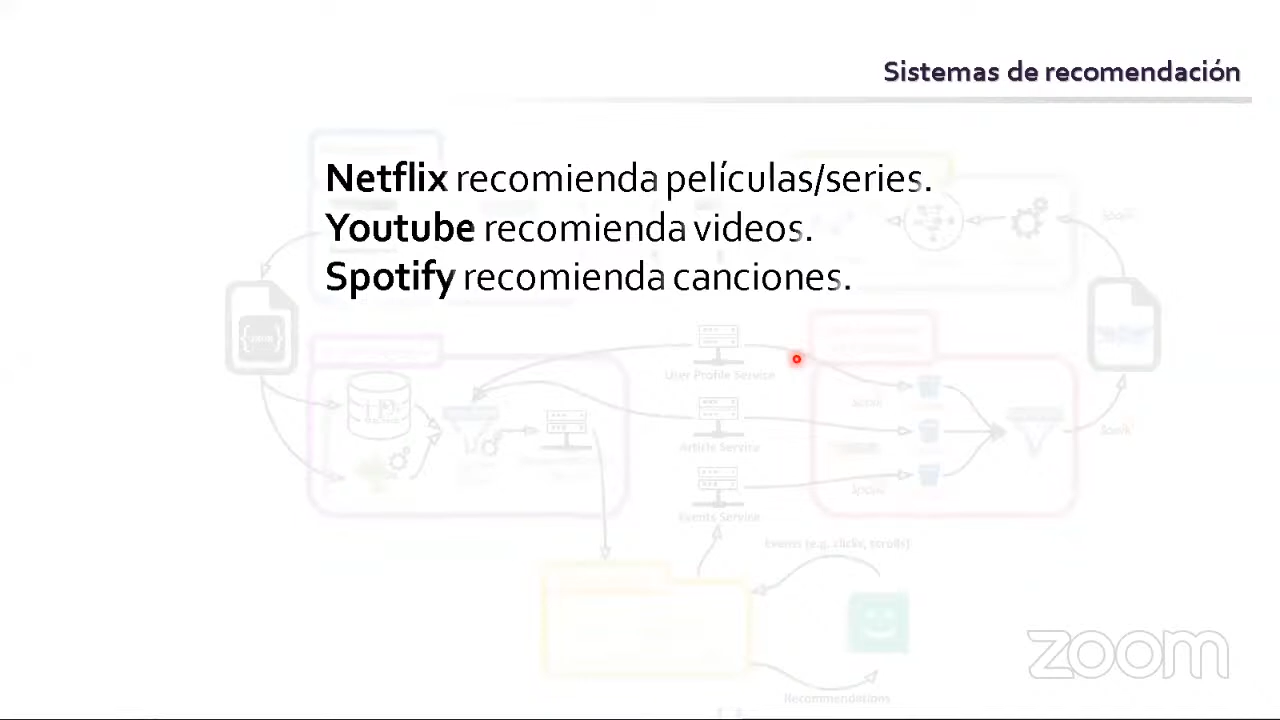 Sistemas de recomendación
Netflix recomienda películas/series.
Youtube recomienda videos.
Spotify recomienda canciones.
{JSON}
User Profile Service
Article Service
Events Service
Events (e.g. clicks, scrolls)
Recommendations
zoom